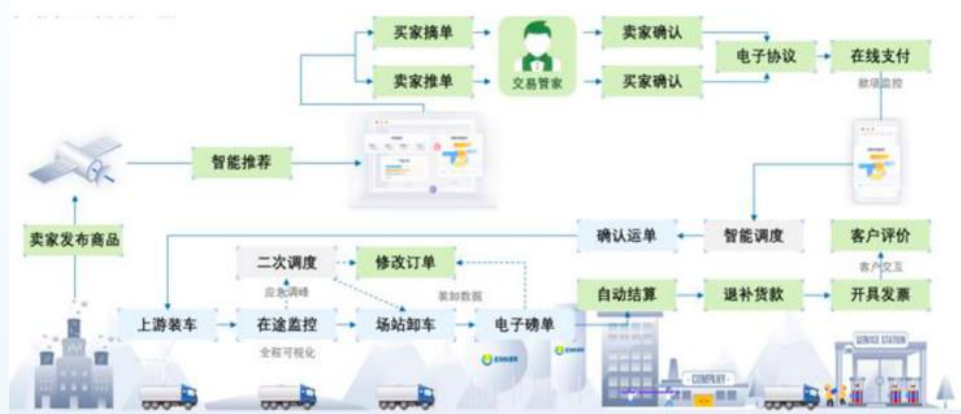 买家摘单
卖家确认
卖家推单
交易管家
买家确认
电子协议
在线支付
款项监控
智能推荐
卖家发布商品
确认运单
智能调度
客户评价
客户交互
二次调度
修改订单
应急调峰
装卸数据
自动结算
退补货款
开具发票
上游装车
在途监控
场站卸车
电子磅单
全程可视化
ENNER
ENNER
COMPANY
SERVICE STATION